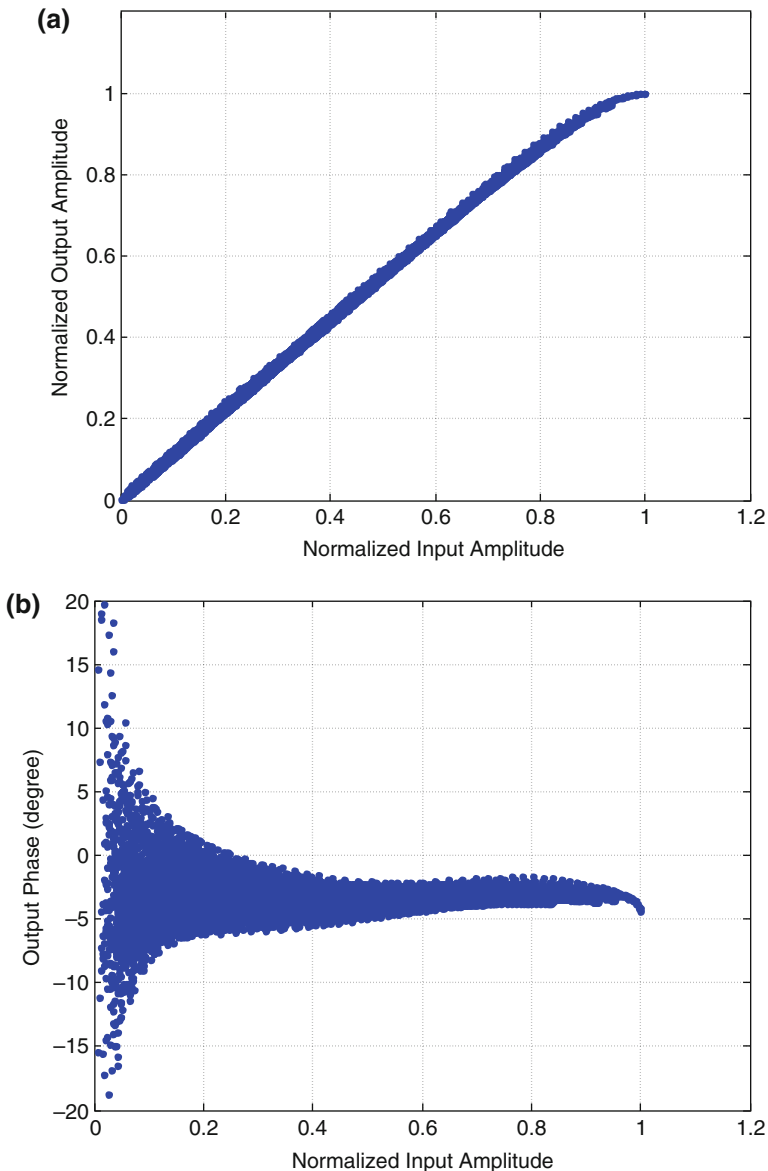 (a)
Normalized Output Amplitude
1
0.8
0.6
0.4
0.2
0
0 0.2 0.4 0.6 0.8 1 1.2
Normalized Input Amplitude
(b)
Output Phase (degree)
20
15
10
5
0
−5
−10
−15
−20
0 0.2 0.4 0.6 0.8 1 1.2
Normalized Input Amplitude